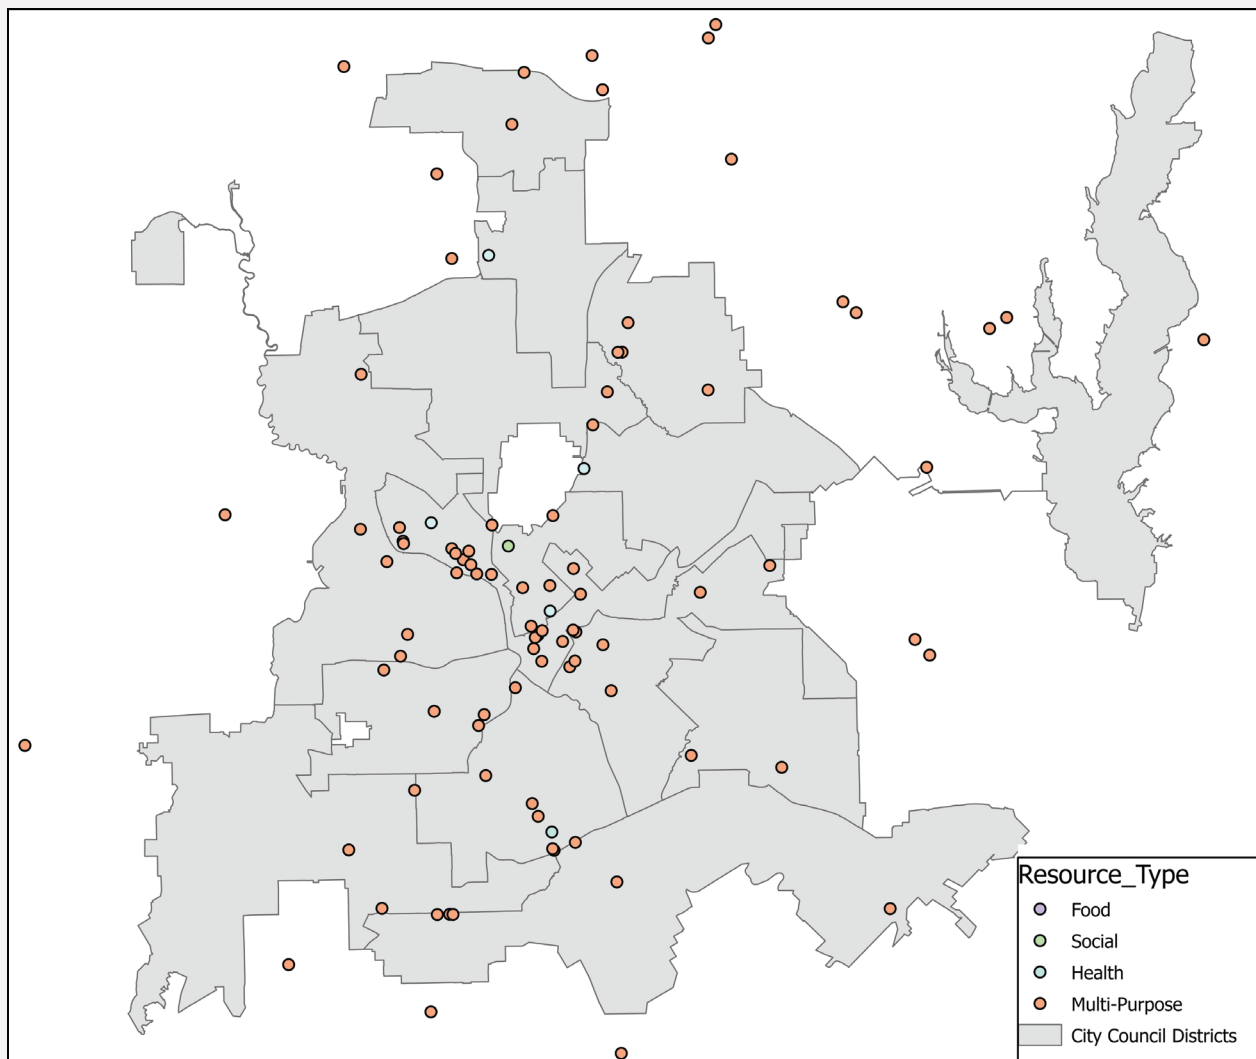 Resource_Type
Food
Social
Health
Multi-Purpose
City Council Districts